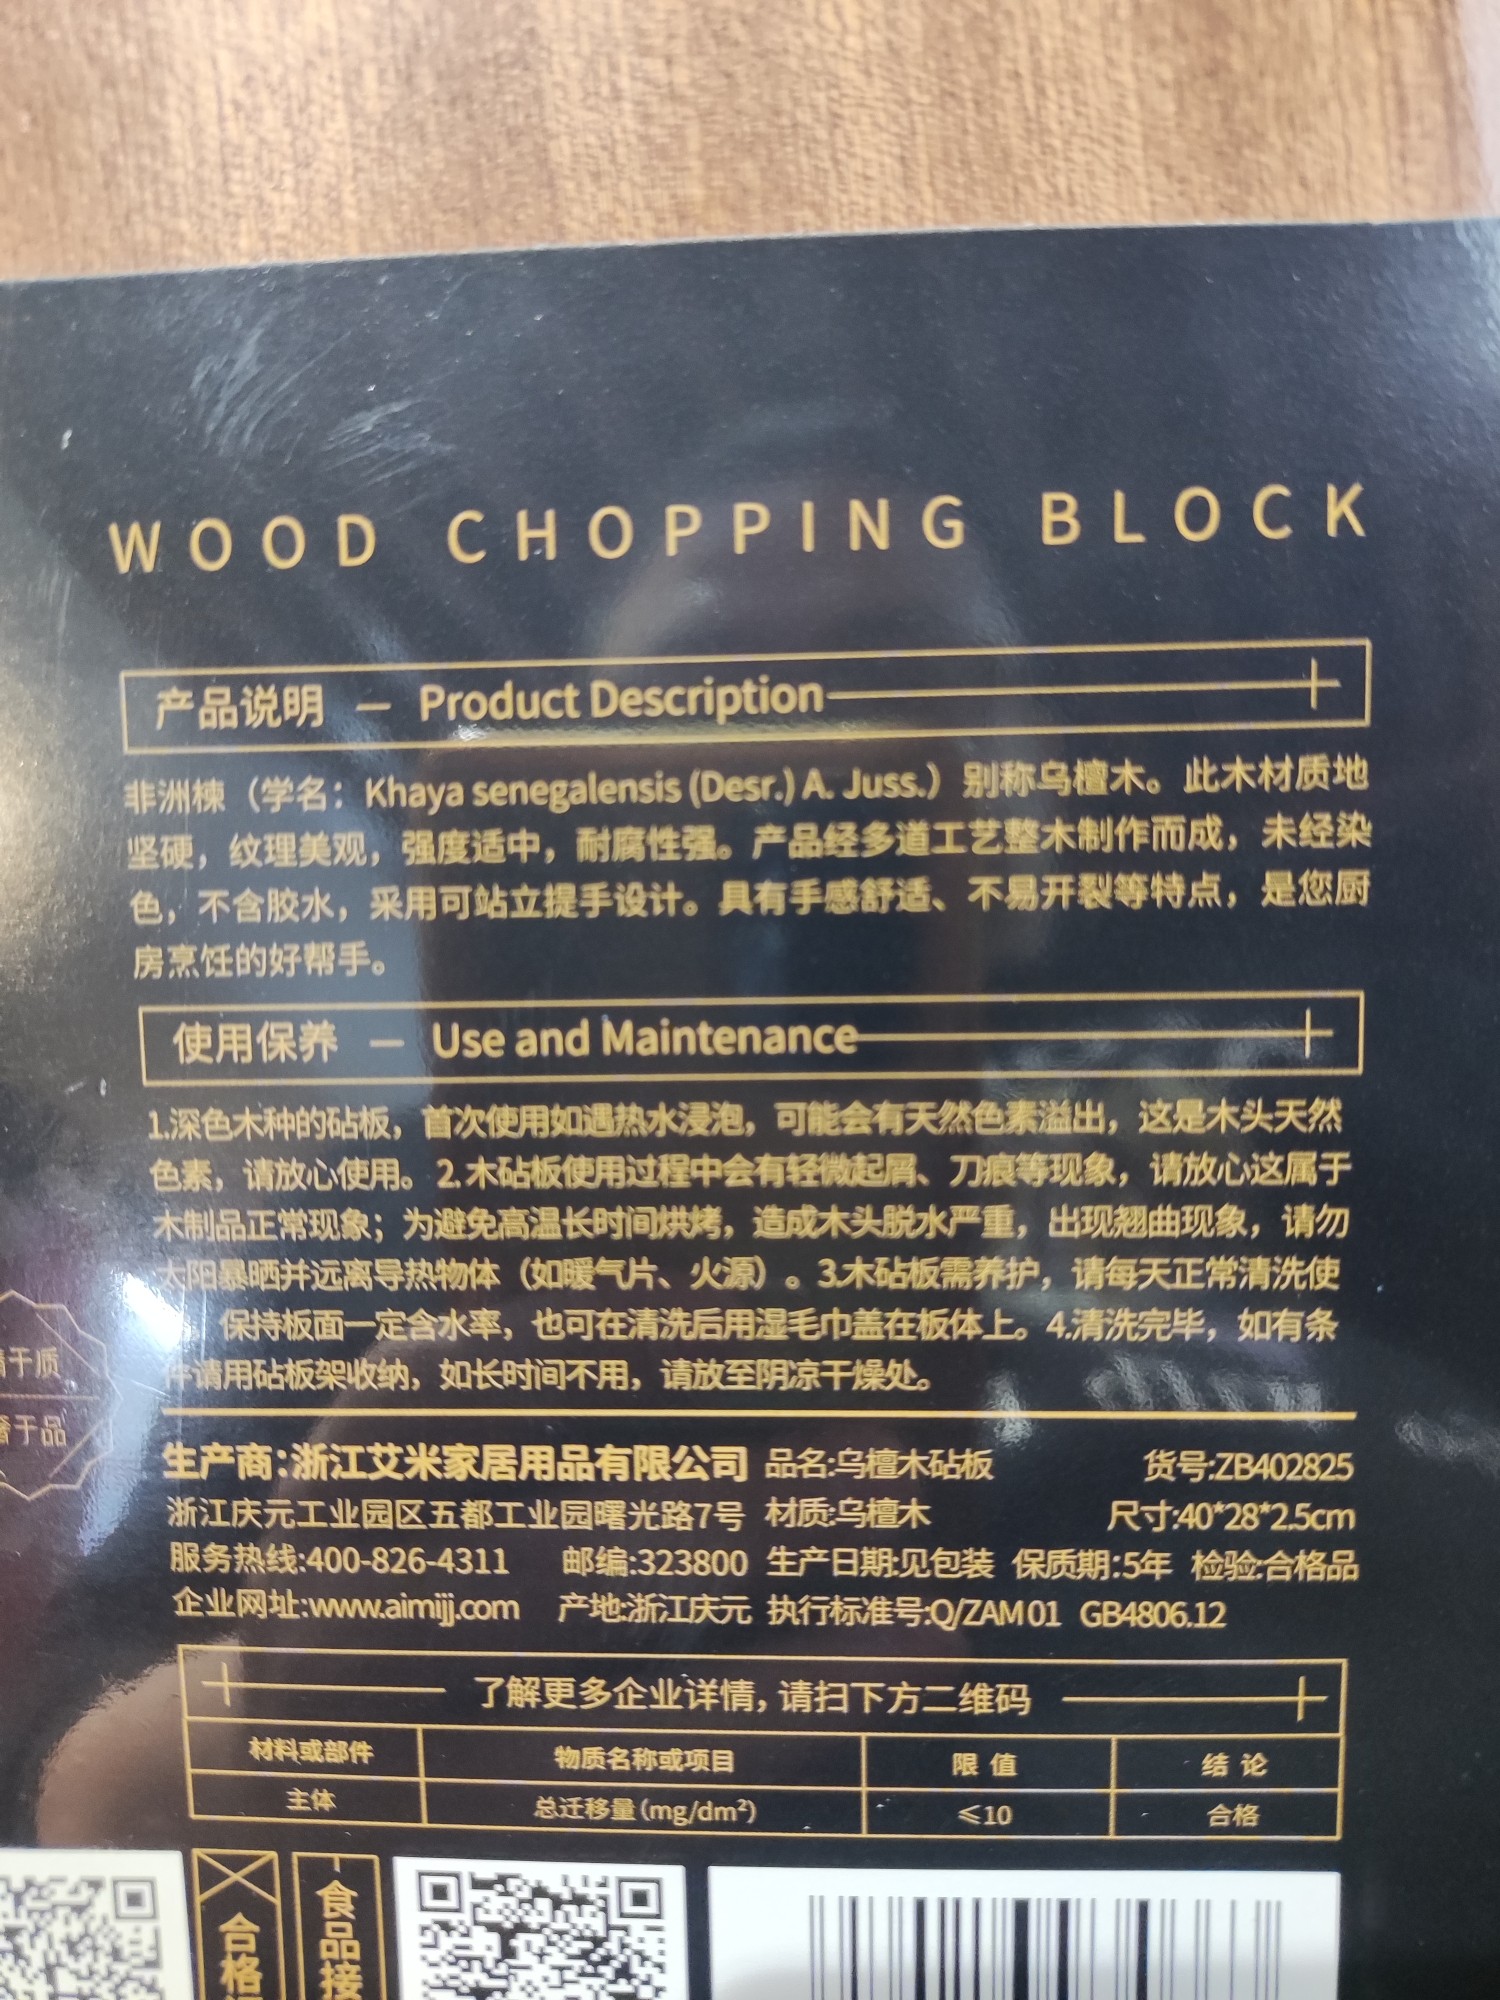 WOOD CHOPPING BLOCK
产品说明 — Product Description
非洲楝（学名：Khaya senegalensis (Desr.) A. Juss.）别称乌檀木。此木材质地
坚硬，纹理美观，强度适中，耐腐性强。产品经多道工艺整木制作而成，未经染
色，不含胶水，采用可站立提手设计。具有手感舒适、不易开裂等特点，是您厨
房烹饪的好帮手。
使用保养 — Use and Maintenance
1.深色木种的砧板，首次使用如遇热水浸泡，可能会有天然色素溢出，这是木头天然
色素，请放心使用。2.木砧板使用过程中会有轻微起屑、刀痕等现象，请放心这属于
木制品正常现象；为避免高温长时间烘烤，造成木头脱水严重，出现翘曲现象，请勿
太阳暴晒并远离导热物体（如暖气片、火源）。3.木砧板需养护，请每天正常清洗使
保持板面一定含水率，也可在清洗后用湿毛巾盖在板体上。4.清洗完毕，如有条
件请用砧板架收纳，如长时间不用，请放至阴凉干燥处。
于质
于品
生产商：浙江艾米家居用品有限公司 品名:乌檀木砧板 货号:ZB402825
浙江庆元工业园区五都工业园曙光路7号 材质:乌檀木 尺寸:40*28*2.5cm
服务热线:400-826-4311 邮编:323800 生产日期:见包装 保质期:5年 检验:合格品
企业网址:www.aimijj.com 产地:浙江庆元 执行标准号:Q/ZAM 01 GB4806.12
了解更多企业详情，请扫下方二维码
材料或部件 物质名称或项目 限 值 结 论
主体 总迁移量（mg/dm²） ≤10 合格
合格
食品接